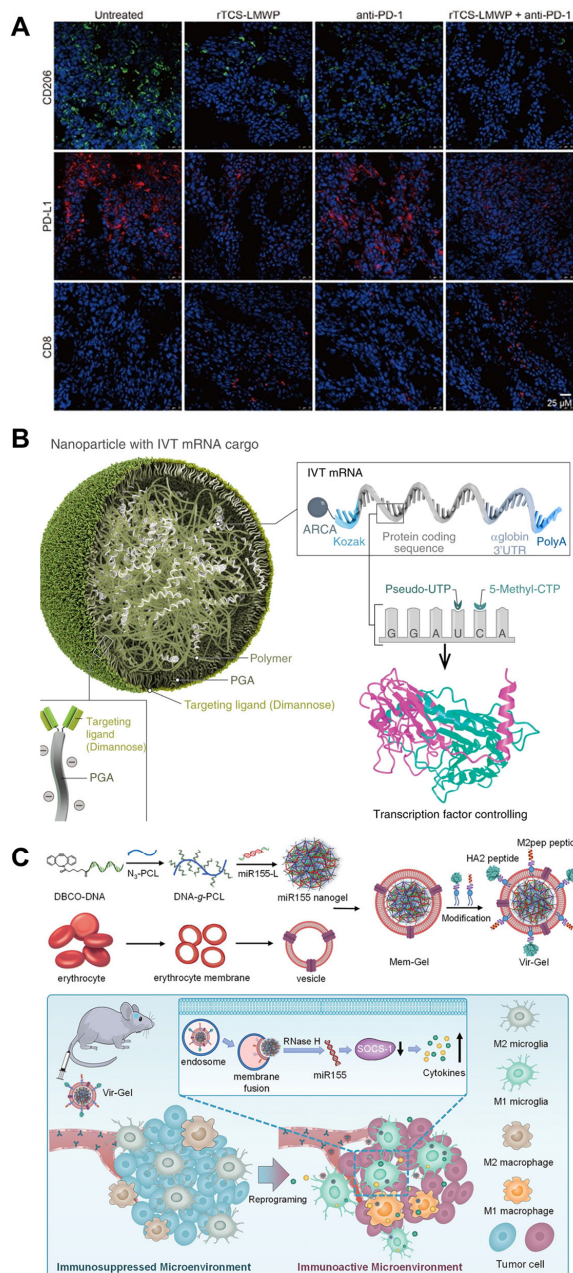 A
Untreated
rTCS-LMWP
anti-PD-1
rTCS-LMWP + anti-PD-1
CD206
PD-L1
CD8
25 μM
B
Nanoparticle with IVT mRNA cargo
IVT mRNA
ARCA
Kozak
Protein coding
sequence
αglobin
3'UTR
PolyA
Pseudo-UTP
5-Methyl-CTP
G G A U C A
Polymer
PGA
Targeting ligand (Dimannose)
Targeting
ligand
(Dimannose)
PGA
Transcription factor controlling
C
DBCO-DNA
N₃-PCL
DNA-g-PCL
miR155-L
miR155 nanogel
erythrocyte
erythrocyte membrane
vesicle
Mem-Gel
HA2 peptide
M2pep peptide
Modification
Vir-Gel
Vir-Gel
endosome
membrane
fusion
RNase H
miR155
SOCS-1
Cytokines
Reprograming
Immunosuppressed Microenvironment
Immunoactive Microenvironment
M2 microglia
M1 microglia
M2 macrophage
M1 macrophage
Tumor cell